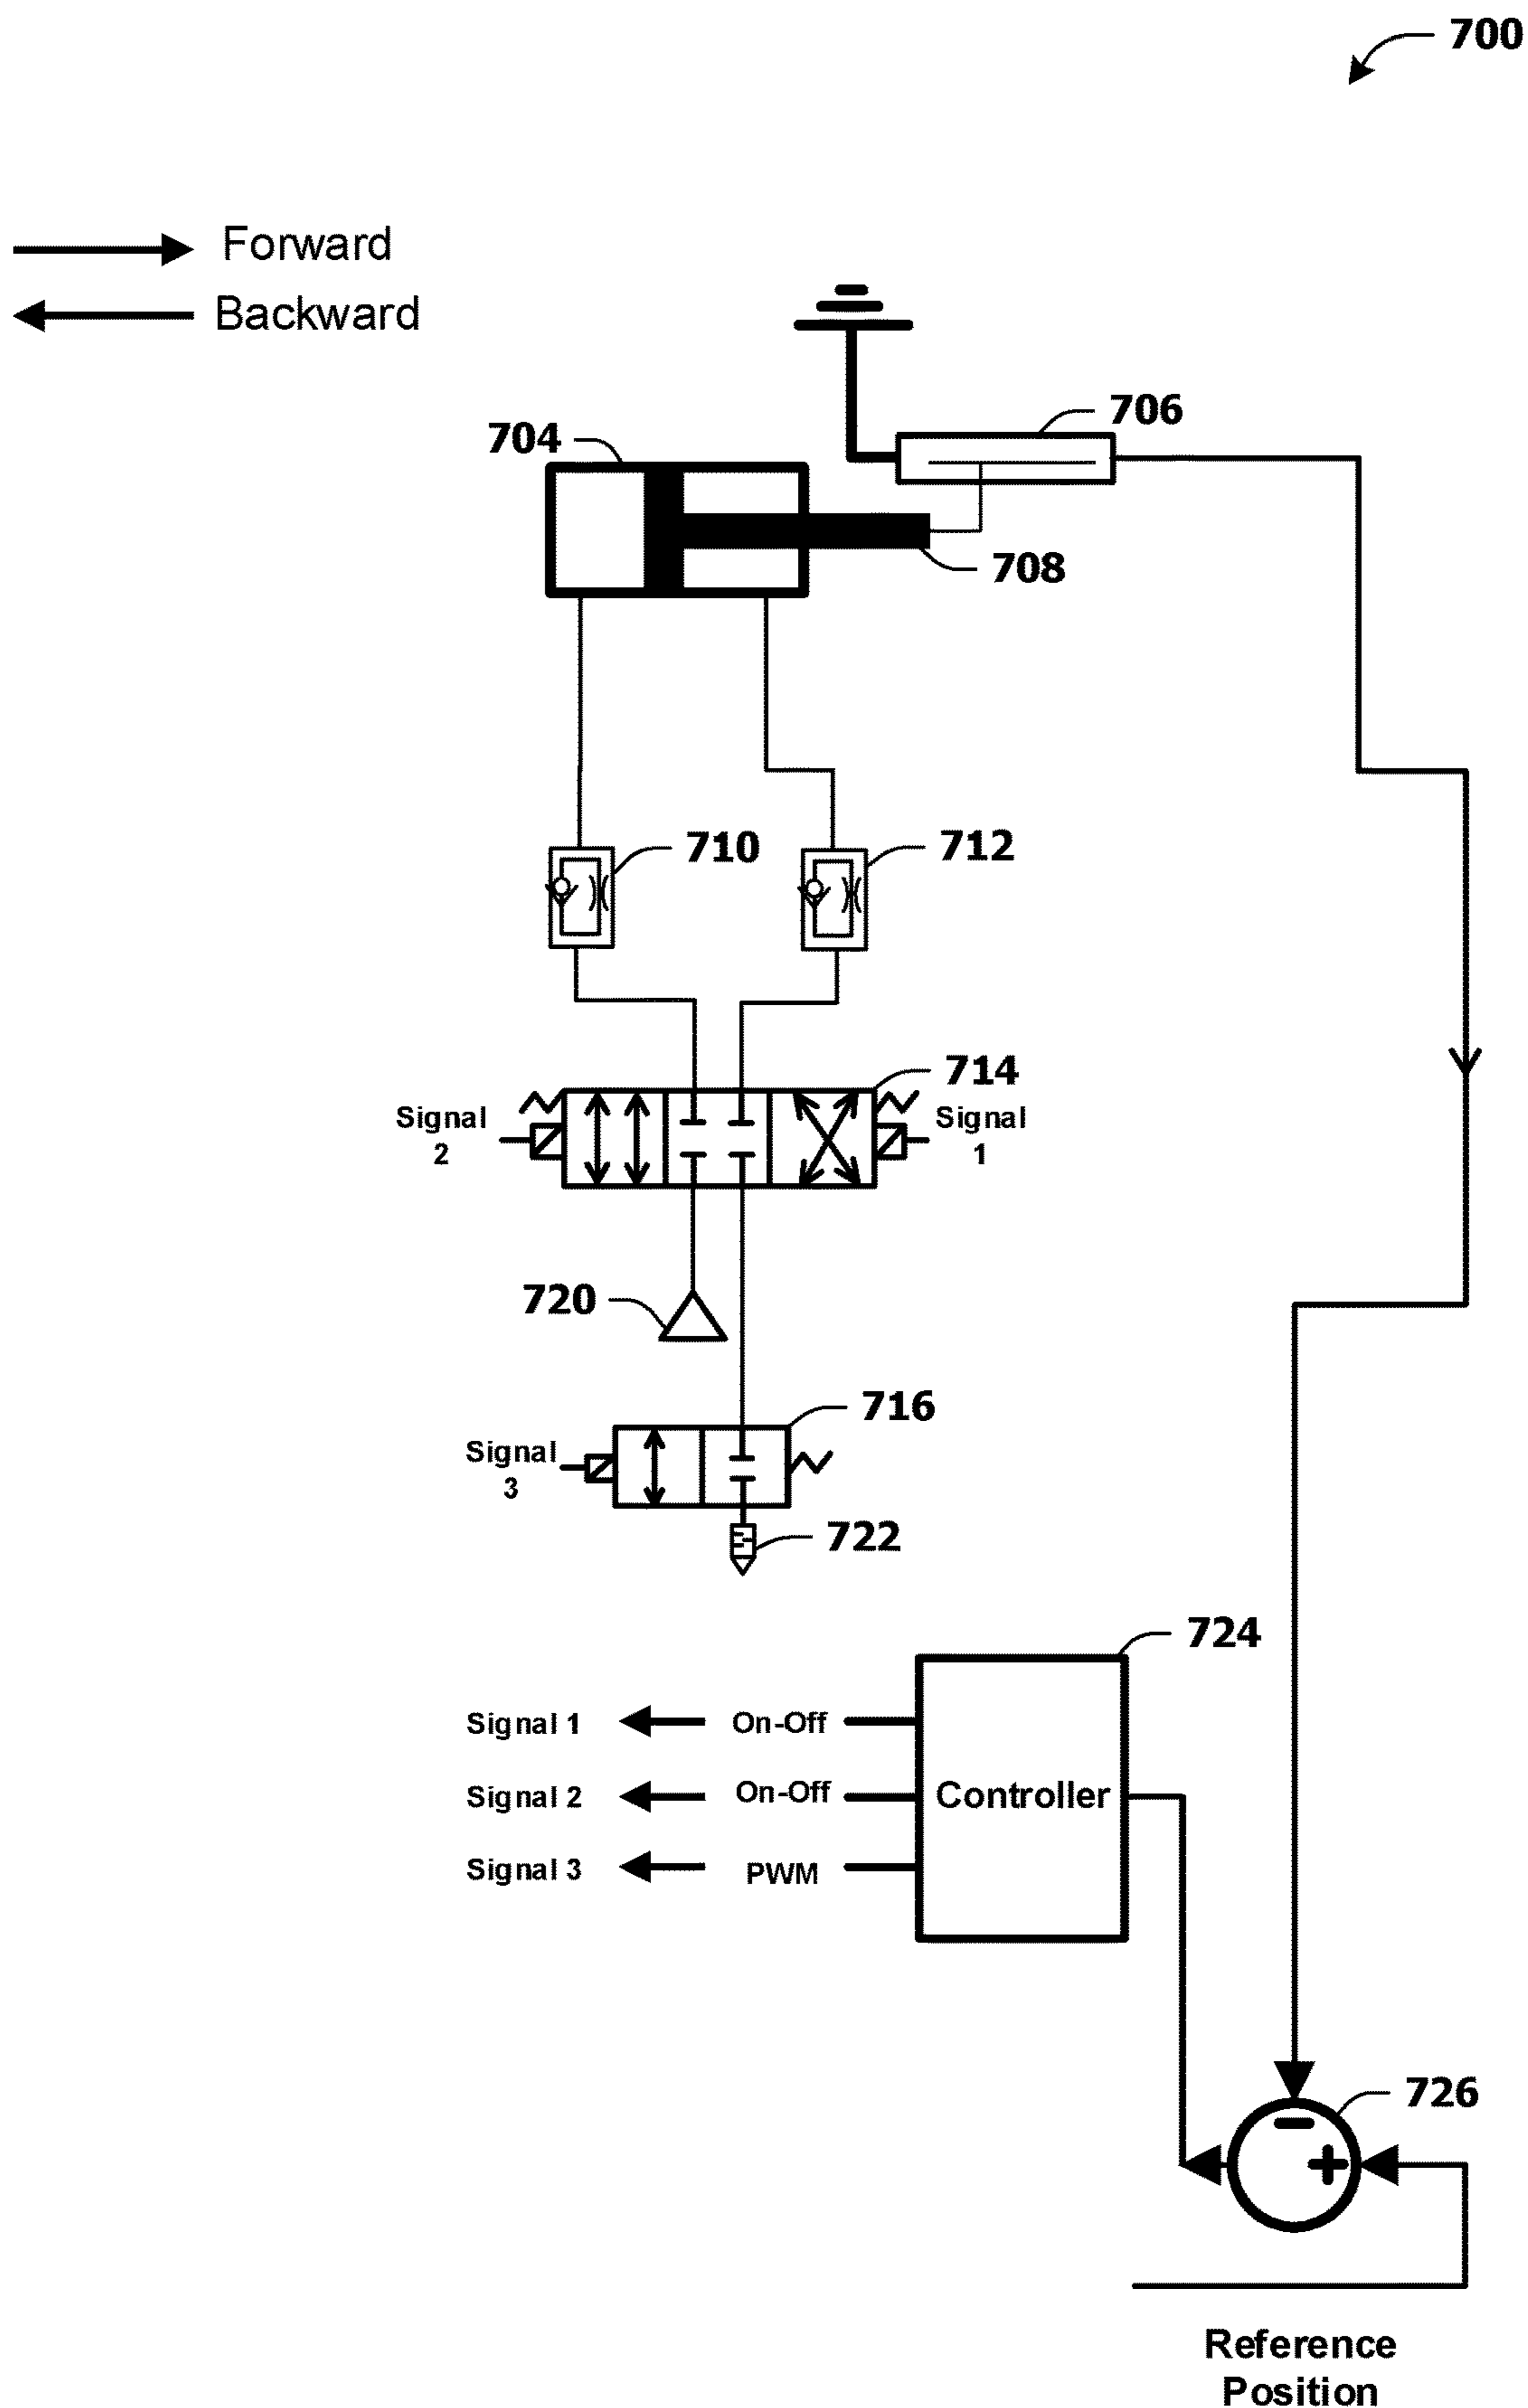 700
Forward
Backward
706
704
708
710
712
714
Signal
2
Signal
1
720
716
Signal
3
722
724
Signal 1
On-Off
Signal 2
On-Off
Controller
Signal 3
PWM
726
Reference
Position